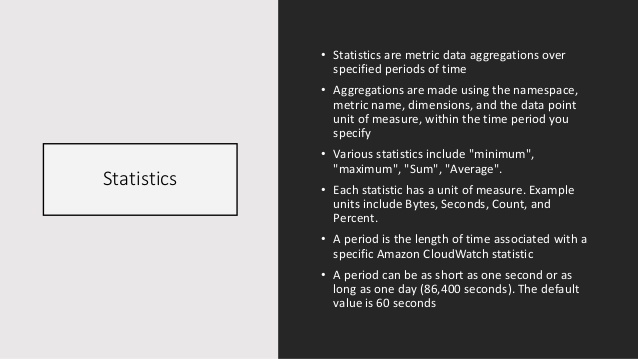 Statistics
• Statistics are metric data aggregations over
specified periods of time
• Aggregations are made using the namespace,
metric name, dimensions, and the data point
unit of measure, within the time period you
specify
• Various statistics include "minimum",
"maximum", "Sum", "Average".
• Each statistic has a unit of measure. Example
units include Bytes, Seconds, Count, and
Percent.
• A period is the length of time associated with a
specific Amazon CloudWatch statistic
• A period can be as short as one second or as
long as one day (86,400 seconds). The default
value is 60 seconds